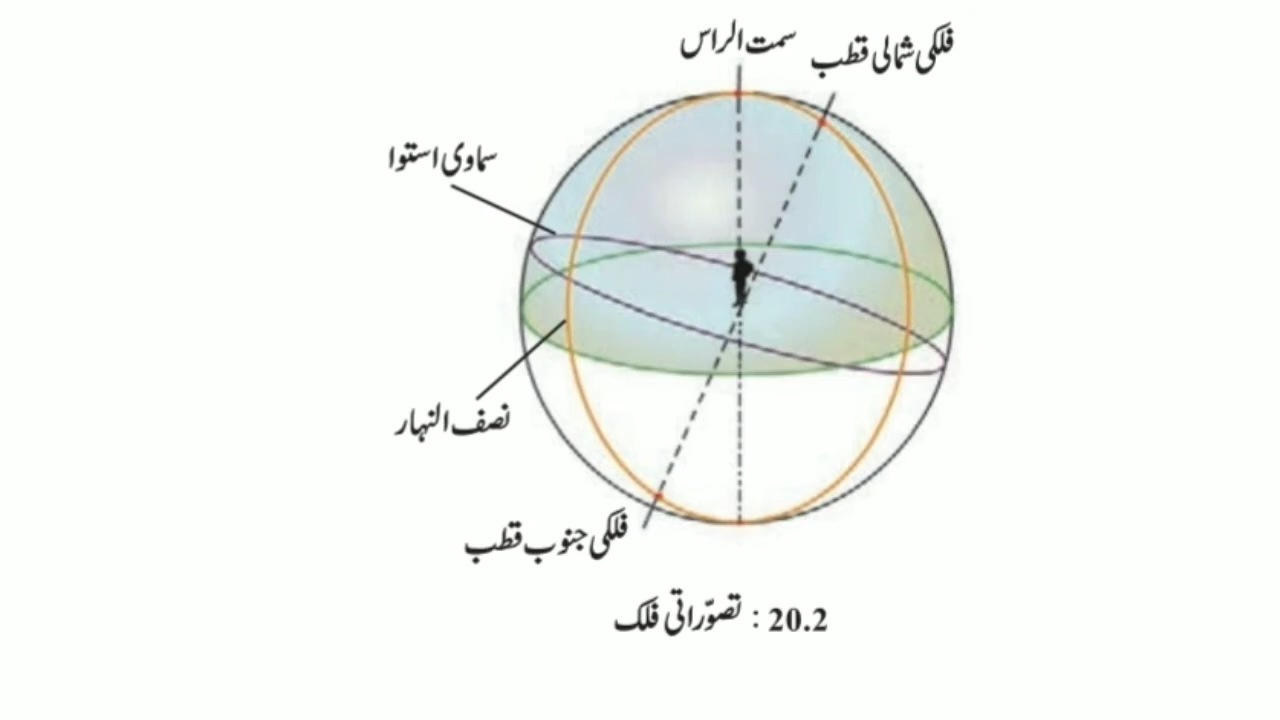 سمت الراس
فلکی شمالی قطب
سماوی استوا
نصف النہار
فلکی جنوب قطب
20.2 : تصوّراتی فلک